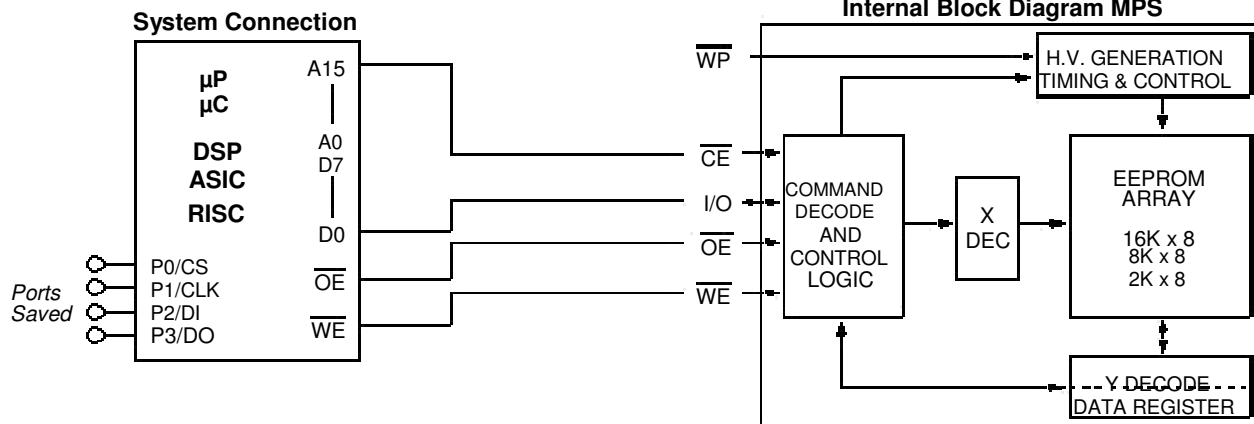 System Connection
µP
µC
DSP
ASIC
RISC
A15
A0
D7
D0
OE
WE
P0/CS
P1/CLK
P2/DI
P3/DO
Ports
Saved
Internal Block Diagram MPS
WP
CE
I/O
OE
WE
H.V. GENERATION
TIMING & CONTROL
COMMAND
DECODE
AND
CONTROL
LOGIC
X
DEC
EEPROM
ARRAY
16K x 8
8K x 8
2K x 8
Y DECODE
DATA REGISTER